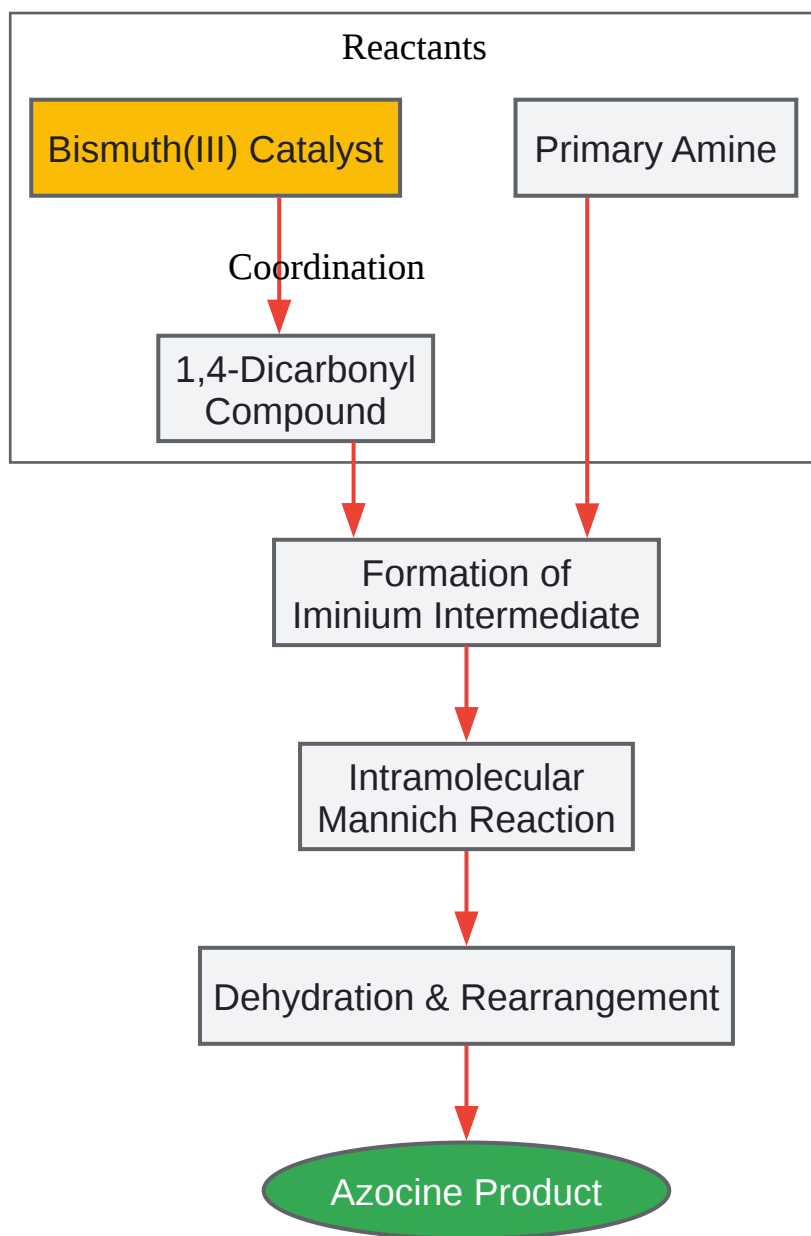 Reactants
Bismuth(III) Catalyst
Primary Amine
Coordination
1,4-Dicarbonyl
Compound
Formation of
Iminium Intermediate
Intramolecular
Mannich Reaction
Dehydration & Rearrangement
Azocine Product